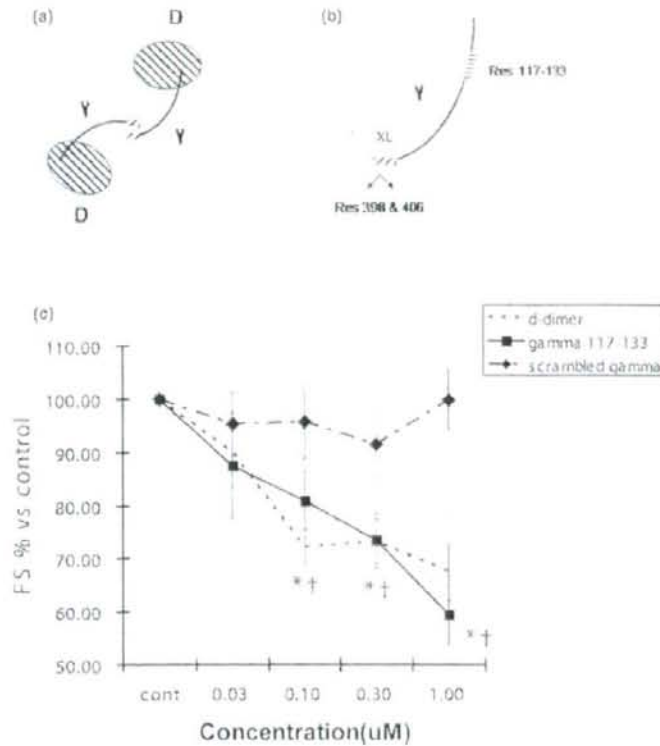 (a)
D
γ
γ
D
(b)
Res 117-133
γ
XL
Res 398 & 406
d-dimer
gamma 117-133
scrambled gamma
110.00
100.00
90.00
80.00
70.00
60.00
50.00
FS % vs control
* †
* †
* †
cont 0.03 0.10 0.30 1.00
Concentration(uM)